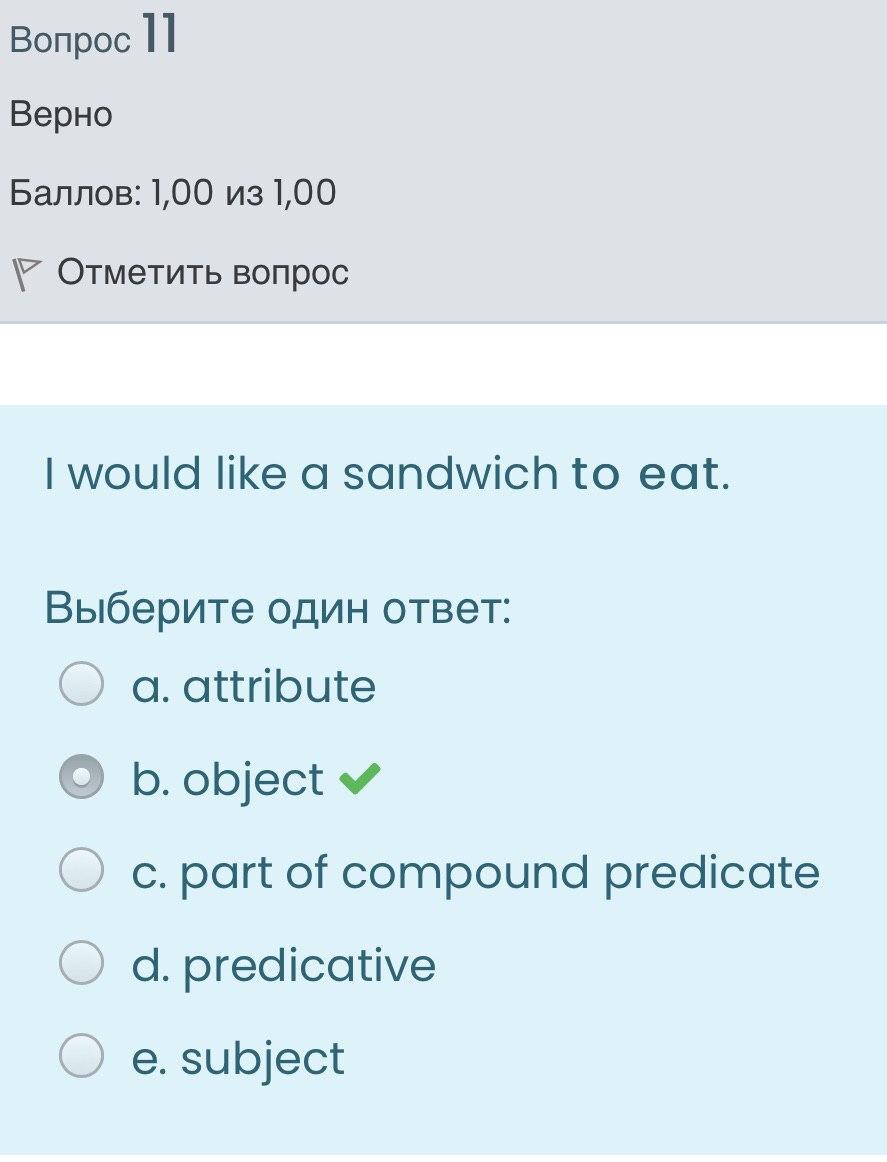 Вопрос 11
Верно
Баллов: 1,00 из 1,00
Отметить вопрос
I would like a sandwich to eat.
Выберите один ответ:
a. attribute
b. object
c. part of compound predicate
d. predicative
e. subject